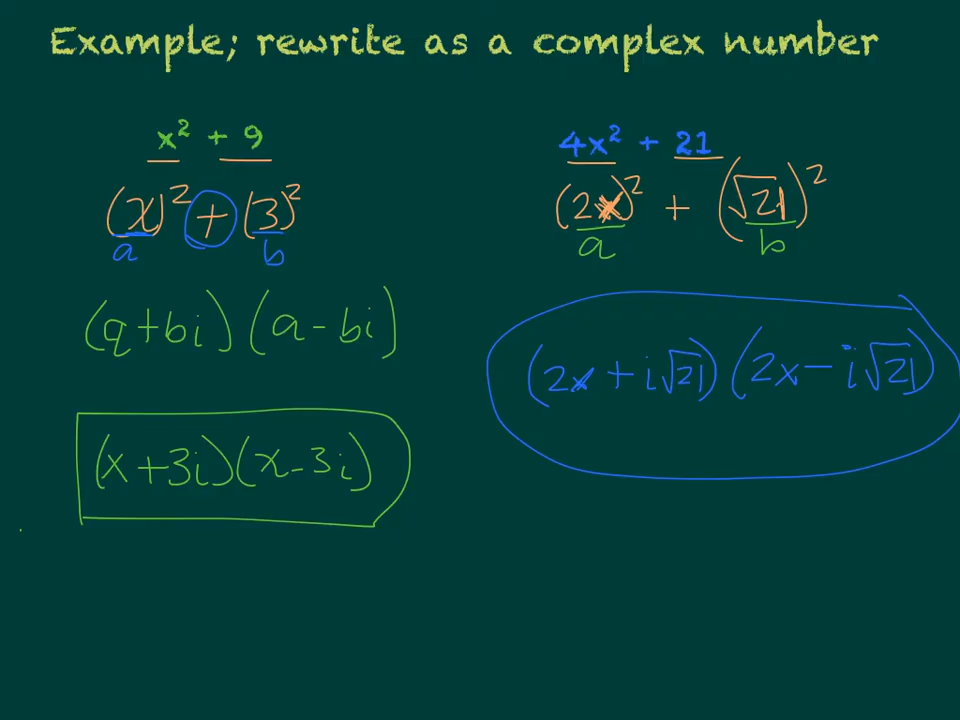 Example; rewrite as a complex number
x² + 9
(x)² + (3)²
a b
(a+bi)(a-bi)
(x+3i)(x-3i)
4x² + 21
(2x)² + (√21)²
a b
(2x+i√21)(2x-i√21)